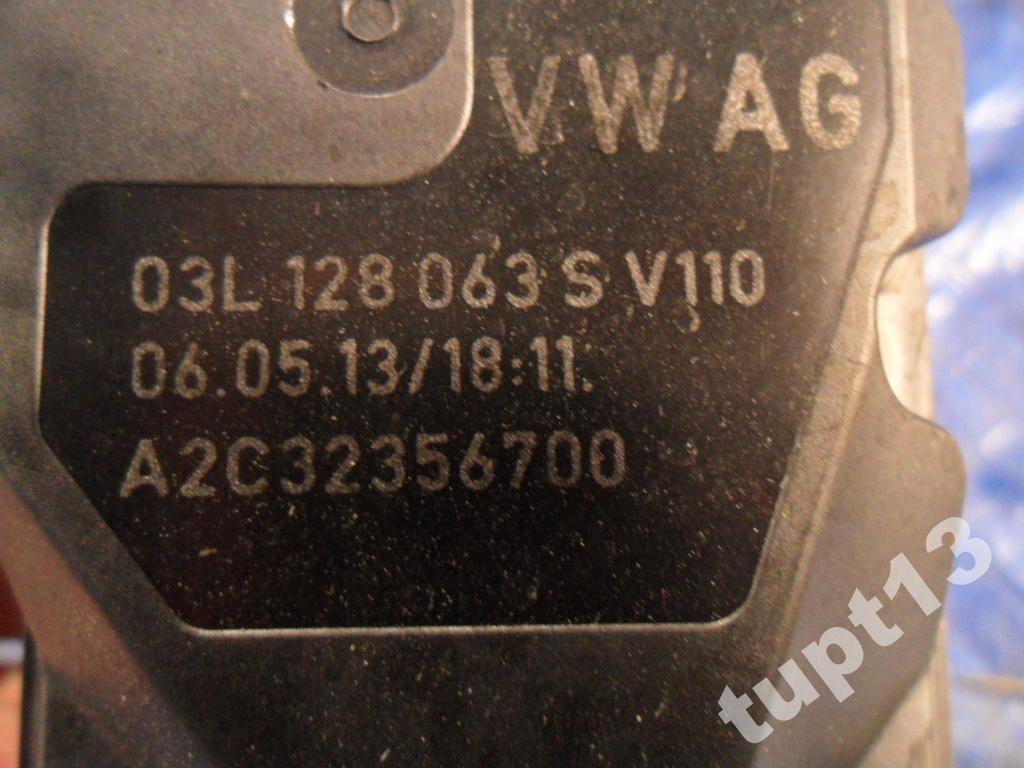 VW AG
03L 128 063 S V110
06.05.13/18:11.
A2C32356700
tupt13